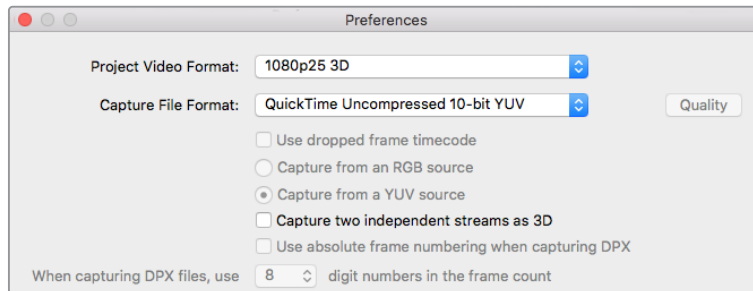 Preferences
Project Video Format: 1080p25 3D
Capture File Format: QuickTime Uncompressed 10-bit YUV Quality
Use dropped frame timecode
Capture from an RGB source
Capture from a YUV source
Capture two independent streams as 3D
Use absolute frame numbering when capturing DPX
When capturing DPX files, use 8 digit numbers in the frame count